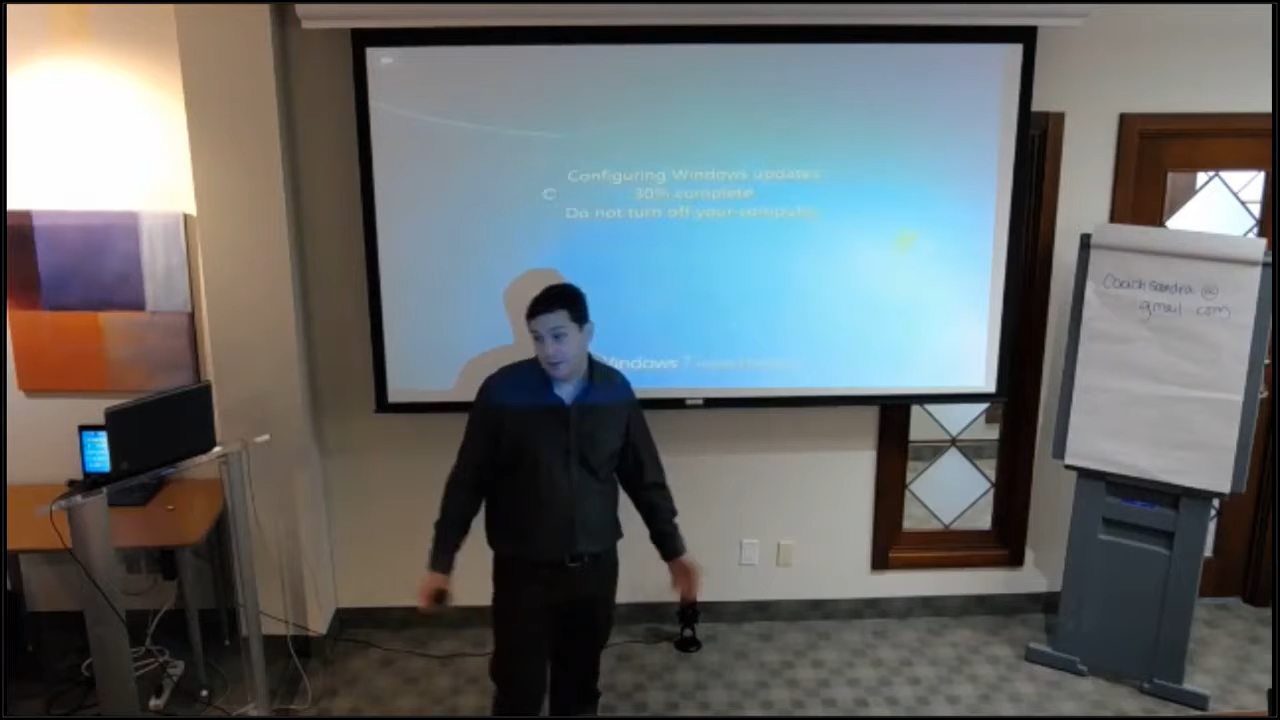 Configuring Windows updates
30% complete
Do not turn off your computer.
Windows 7
Coachsandra @
gmail com